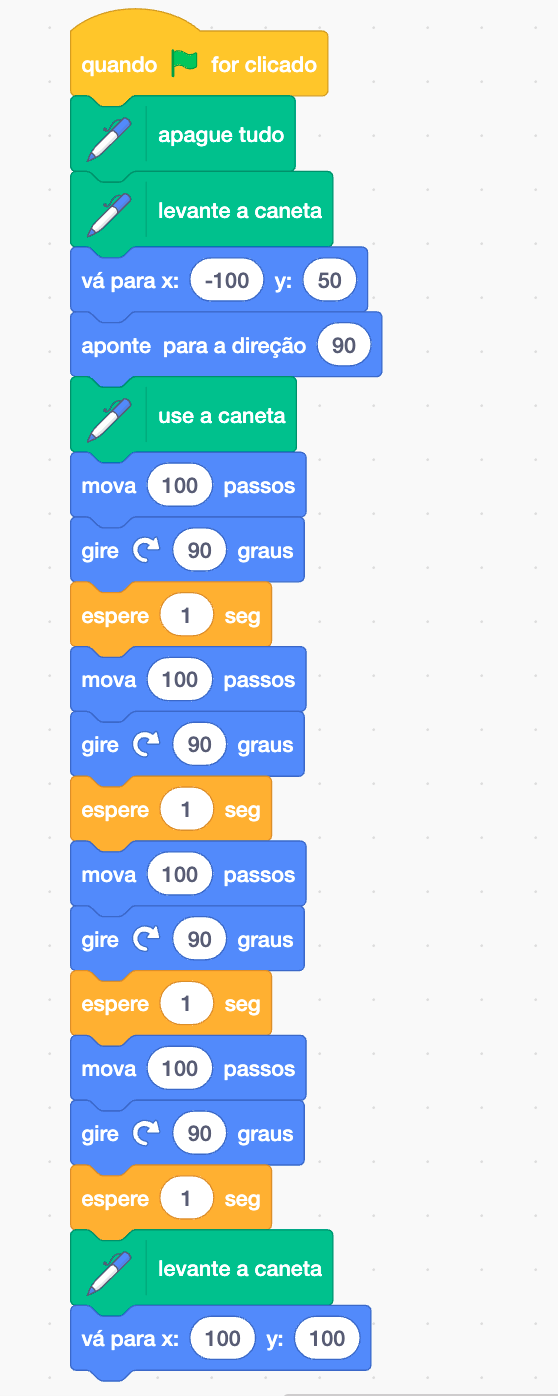 quando for clicado
apague tudo
levante a caneta
vá para x: -100 y: 50
aponte para a direção 90
use a caneta
mova 100 passos
gire 90 graus
espere 1 seg
mova 100 passos
gire 90 graus
espere 1 seg
mova 100 passos
gire 90 graus
espere 1 seg
mova 100 passos
gire 90 graus
espere 1 seg
levante a caneta
vá para x: 100 y: 100